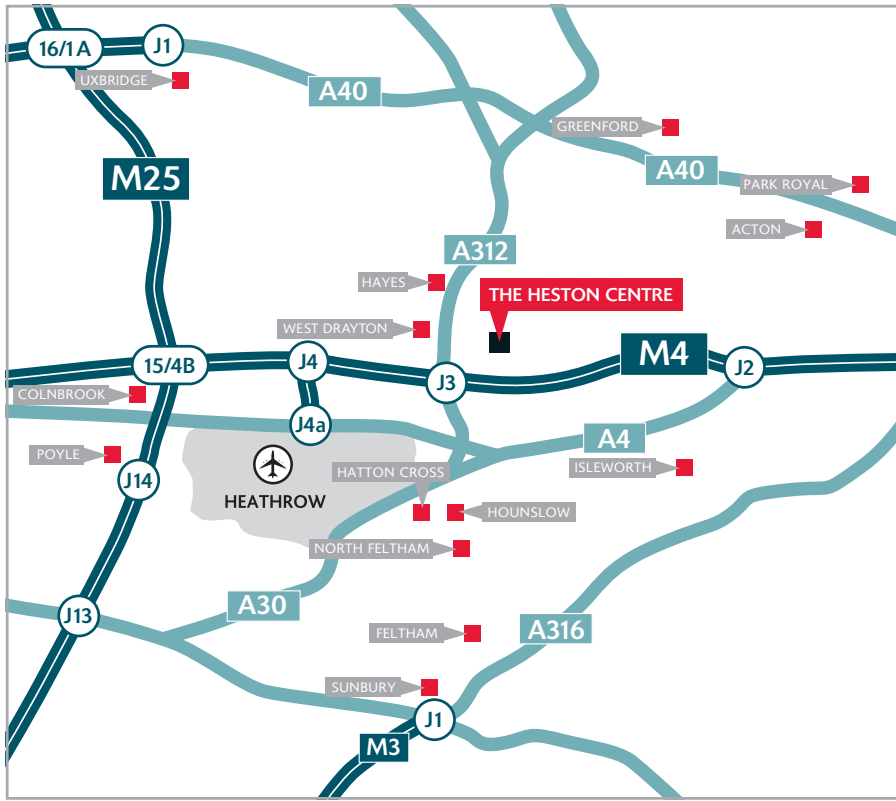 16/1A
J1
UXBRIDGE
A40
GREENFORD
A40
PARK ROYAL
M25
ACTON
A312
HAYES
THE HESTON CENTRE
WEST DRAYTON
M4
15/4B
J4
J3
J2
COLNBROOK
J4a
A4
POYLE
HATTON CROSS
ISLEWORTH
J14
HEATHROW
HOUNSLOW
NORTH FELTHAM
A30
J13
FELTHAM
A316
SUNBURY
J1
M3